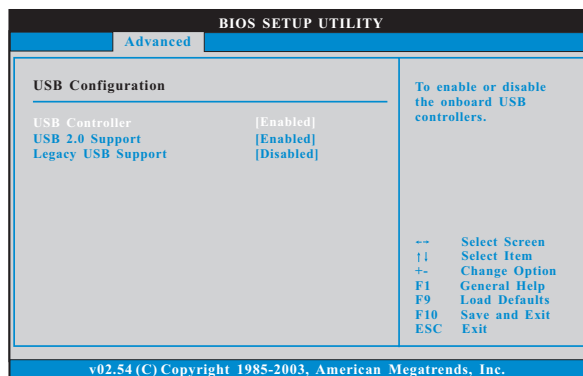 BIOS SETUP UTILITY
Advanced
USB Configuration
USB Controller [Enabled]
USB 2.0 Support [Enabled]
Legacy USB Support [Disabled]
To enable or disable
the onboard USB
controllers.
←→ Select Screen
↑↓ Select Item
+- Change Option
F1 General Help
F9 Load Defaults
F10 Save and Exit
ESC Exit
v02.54 (C) Copyright 1985-2003, American Megatrends, Inc.